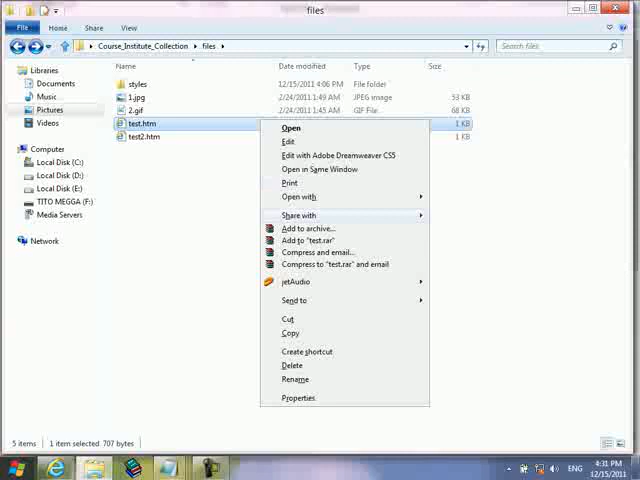 files
File
Home
Share
View
Course_Institute_Collection
files
Search files
Name
Date modified
Type
Size
Libraries
Documents
Music
Pictures
Videos
Computer
Local Disk (C:)
Local Disk (D:)
Local Disk (E:)
TITO MEGGA (F:)
Media Servers
Network
styles
12/15/2011 4:06 PM
File folder
1.jpg
2/24/2011 1:49 AM
JPEG image
53 KB
2.gif
2/24/2011 1:45 AM
GIF File
68 KB
test.htm
1 KB
test2.htm
1 KB
Open
Edit
Edit with Adobe Dreamweaver CS5
Open in Same Window
Print
Open with
Share with
Add to archive...
Add to "test.rar"
Compress and email...
Compress to "test.rar" and email
jetAudio
Send to
Cut
Copy
Create shortcut
Delete
Rename
Properties
5 items
1 item selected 707 bytes
ENG
4:31 PM
12/15/2011